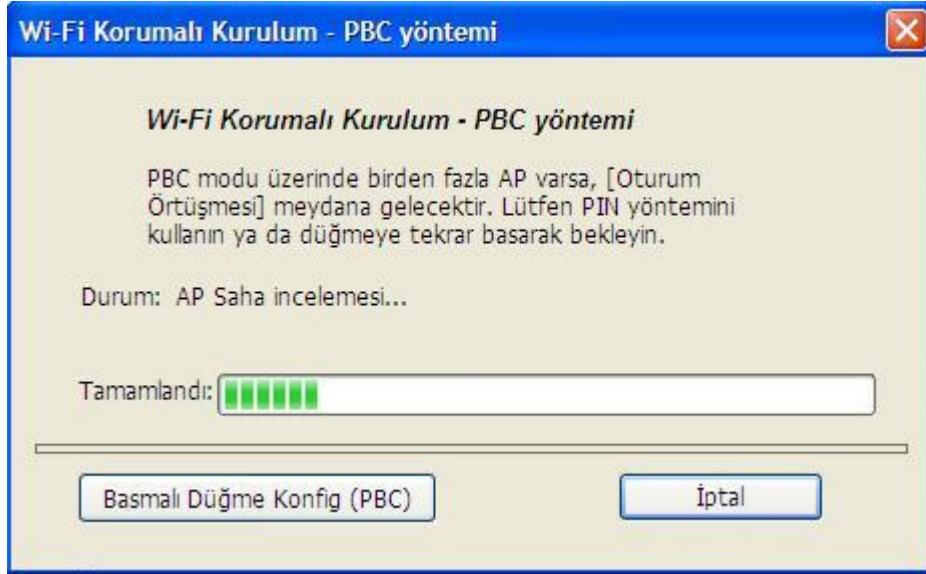 Wi-Fi Korumalı Kurulum - PBC yöntemi
Wi-Fi Korumalı Kurulum - PBC yöntemi
PBC modu üzerinde birden fazla AP varsa, [Oturum
Örtüşmesi] meydana gelecektir. Lütfen PIN yöntemini
kullanın ya da düğmeye tekrar basarak bekleyin.
Durum: AP Saha incelemesi...
Tamamlandı:
Basmalı Düğme Konfig (PBC)
İptal